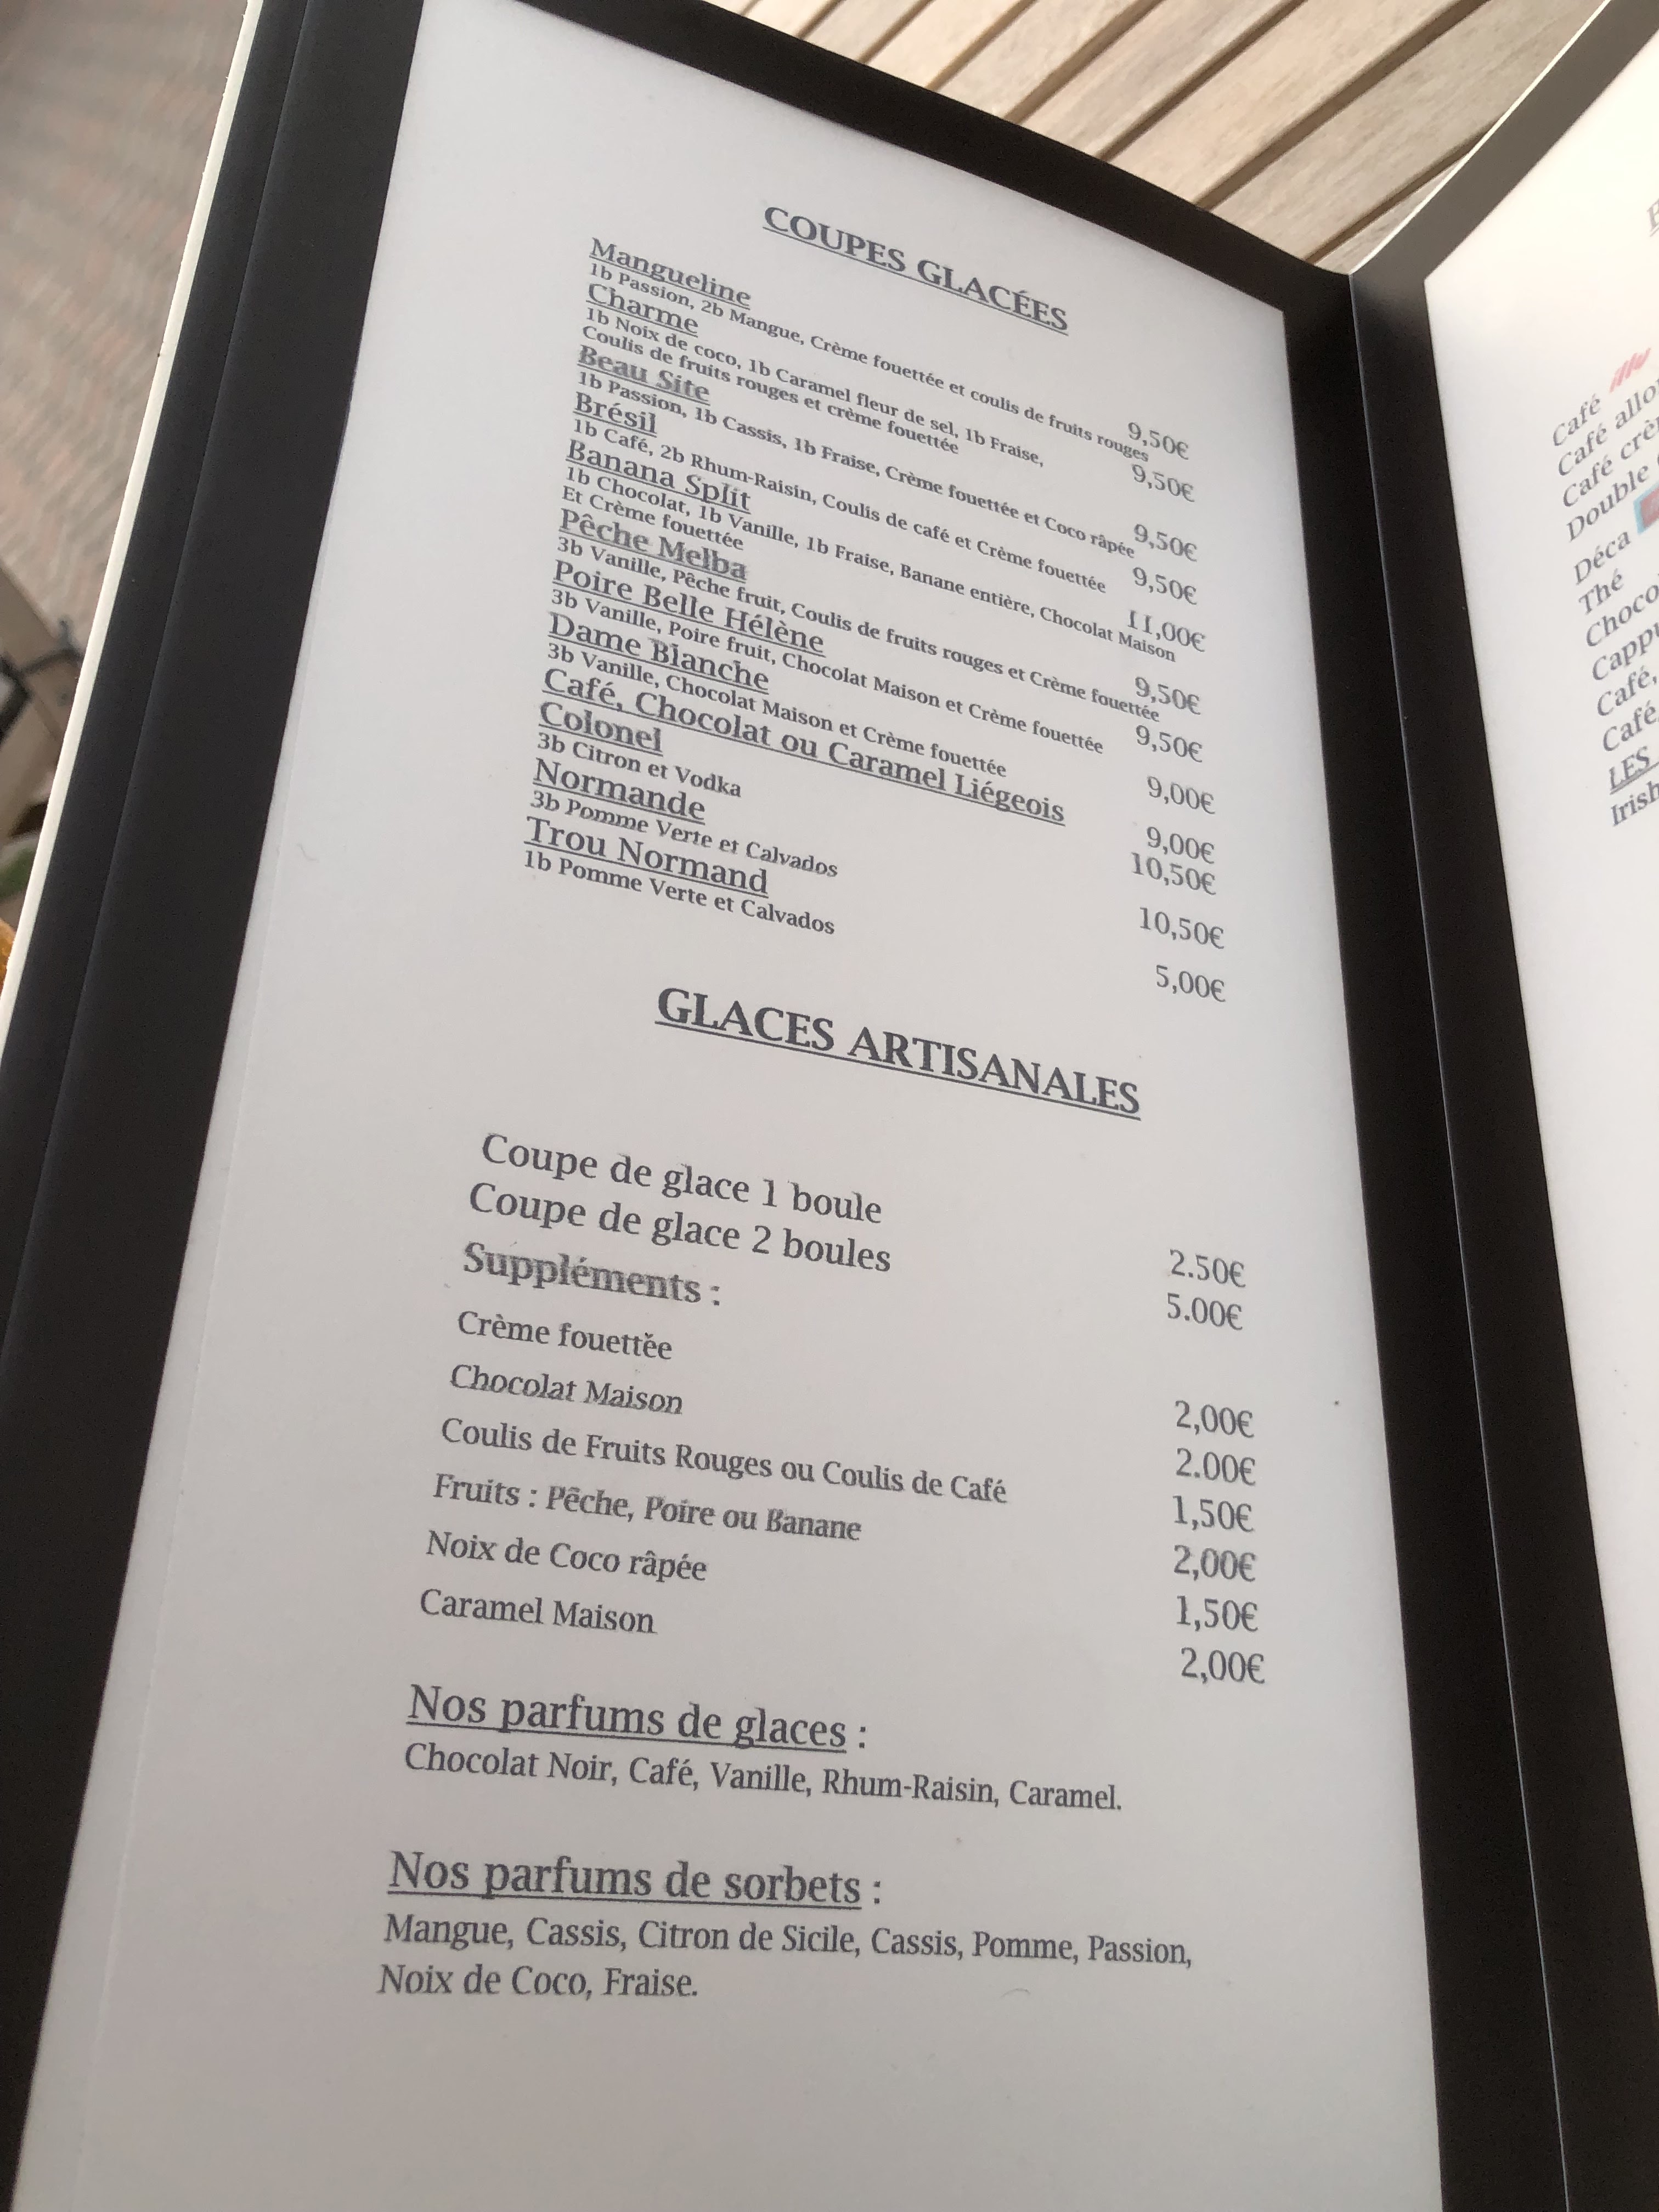 COUPES GLACÉES
Mangueline 9,50€
1b Passion, 2b Mangue, Crème fouettée et coulis de fruits rouges
Charme 9,50€
1b Noix de coco, 1b Caramel fleur de sel, 1b Fraise,
Coulis de fruits rouges et crème fouettée
Beau Site 9,50€
1b Passion, 1b Cassis, 1b Fraise, Crème fouettée et Coco râpée
Brésil 9,50€
1b Café, 2b Rhum-Raisin, Coulis de café et Crème fouettée
Banana Split 11,00€
1b Chocolat, 1b Vanille, 1b Fraise, Banane entière, Chocolat Maison
Et Crème fouettée
Pêche Melba 9,50€
3b Vanille, Pêche fruit, Coulis de fruits rouges et Crème fouettée
Poire Belle Hélène 9,50€
3b Vanille, Poire fruit, Chocolat Maison et Crème fouettée
Dame Blanche 9,00€
3b Vanille, Chocolat Maison et Crème fouettée
Café, Chocolat ou Caramel Liégeois 9,00€
Colonel 10,50€
3b Citron et Vodka
Normande 10,50€
3b Pomme Verte et Calvados
Trou Normand 5,00€
1b Pomme Verte et Calvados
GLACES ARTISANALES
Coupe de glace 1 boule 2.50€
Coupe de glace 2 boules 5.00€
Suppléments :
Crème fouettée 2,00€
Chocolat Maison 2.00€
Coulis de Fruits Rouges ou Coulis de Café 1,50€
Fruits : Pêche, Poire ou Banane 2,00€
Noix de Coco râpée 1,50€
Caramel Maison 2,00€
Nos parfums de glaces :
Chocolat Noir, Café, Vanille, Rhum-Raisin, Caramel.
Nos parfums de sorbets :
Mangue, Cassis, Citron de Sicile, Cassis, Pomme, Passion,
Noix de Coco, Fraise.
Café
Café
Café
Double
Déca
Thé
Café,
Café,
LES